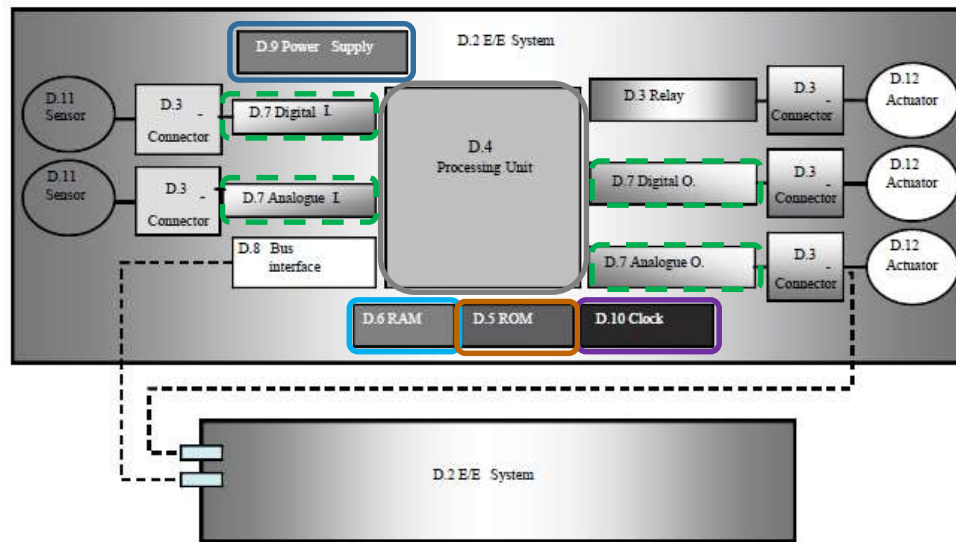 D.9 Power Supply
D.2 E/E System
D.11
Sensor
D.3
-
Connector
D.7 Digital I.
D.4
Processing Unit
D.3 Relay
D.3
-
Connector
D.12
Actuator
D.11
Sensor
D.3
-
Connector
D.7 Analogue I.
D.7 Digital O.
D.3
-
Connector
D.12
Actuator
D.8 Bus
interface
D.7 Analogue O.
D.3
-
Connector
D.12
Actuator
D.6 RAM
D.5 ROM
D.10 Clock
D.2 E/E System